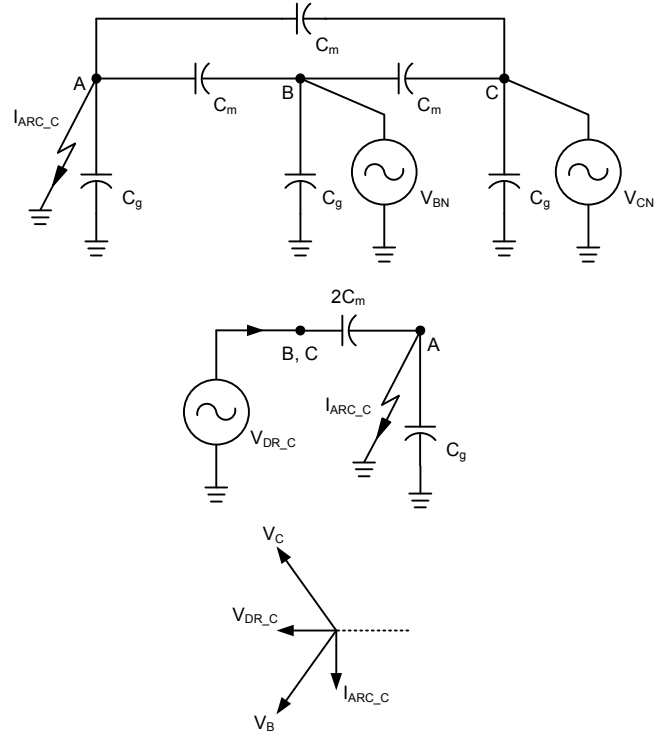 C_m
A B C
C_m C_m
I_ARC_C
C_g C_g V_BN C_g V_CN
2C_m
B, C A
I_ARC_C
V_DR_C C_g
V_C
V_DR_C
I_ARC_C
V_B